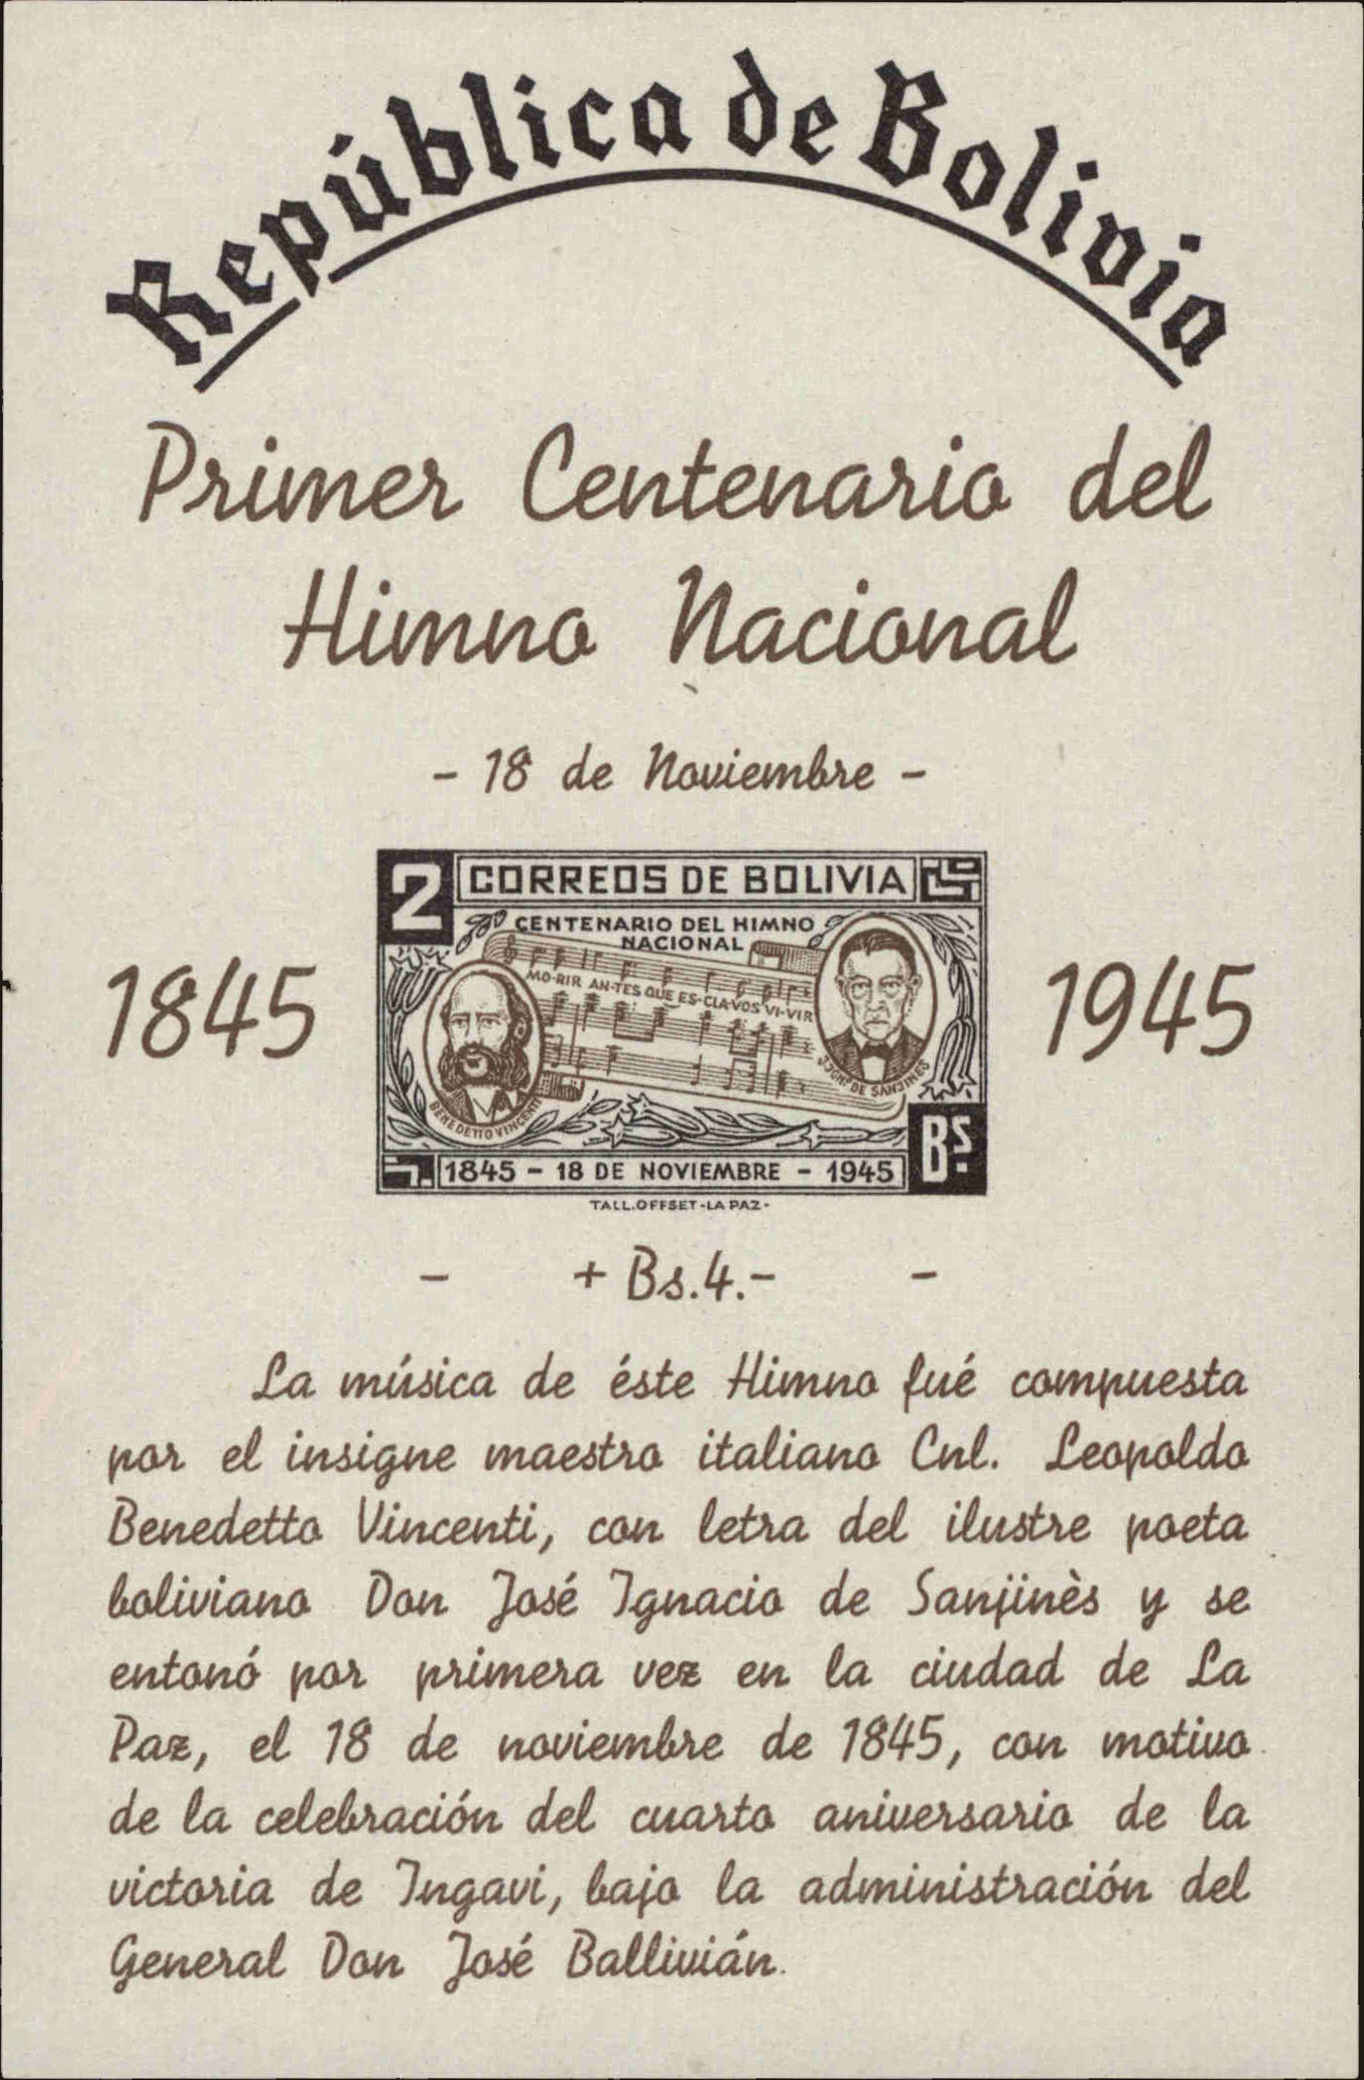 República de Bolivia
Primer Centenario del
Himno Nacional
- 18 de Noviembre -
2
CORREOS DE BOLIVIA
CENTENARIO DEL HIMNO
NACIONAL
MO-RIR AN-TES QUE ES-CLA-VOS VI-VIR
1845
1945
BENEDETTO VINCENTI
J. IGN. DE SANJINES
Bs.
1845 - 18 DE NOVIEMBRE - 1945
TALL.OFFSET-LA PAZ-
- + Bs.4.- -
La música de éste Himno fué compuesta
por el insigne maestro italiano Cnl. Leopoldo
Benedetto Vincenti, con letra del ilustre poeta
boliviano Don José Ignacio de Sanjinès y se
entonó por primera vez en la ciudad de La
Paz, el 18 de noviembre de 1845, con motivo
de la celebración del cuarto aniversario de la
victoria de Ingavi, bajo la administración del
General Don José Ballivián.